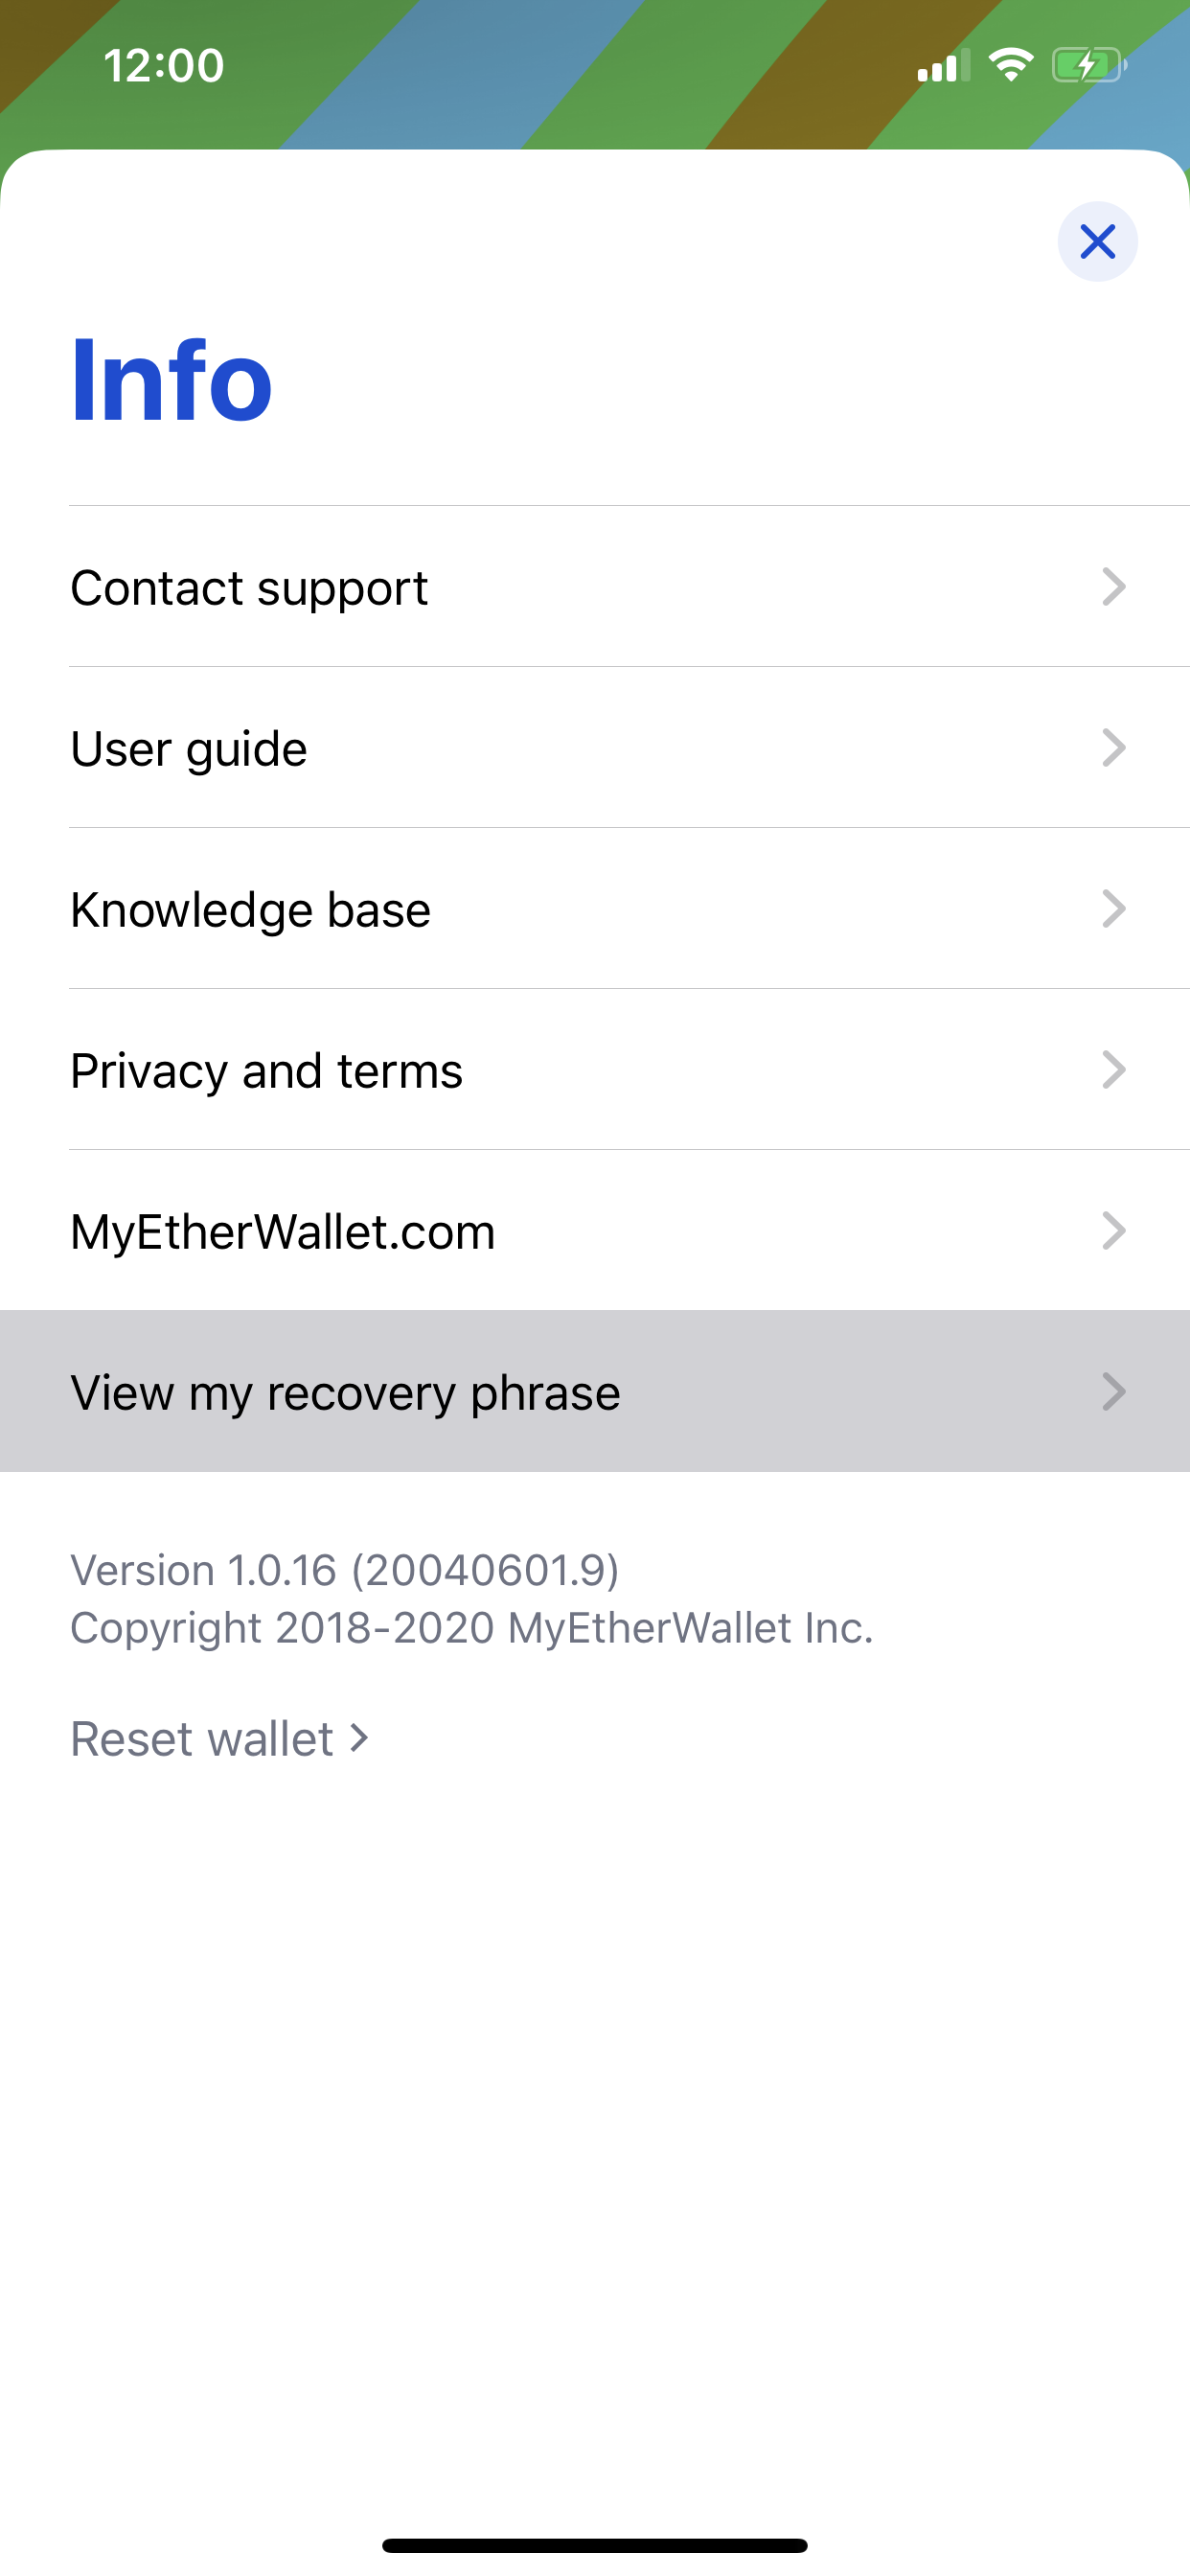 12:00
Info
Contact support
User guide
Knowledge base
Privacy and terms
MyEtherWallet.com
View my recovery phrase
Version 1.0.16 (20040601.9)
Copyright 2018-2020 MyEtherWallet Inc.
Reset wallet